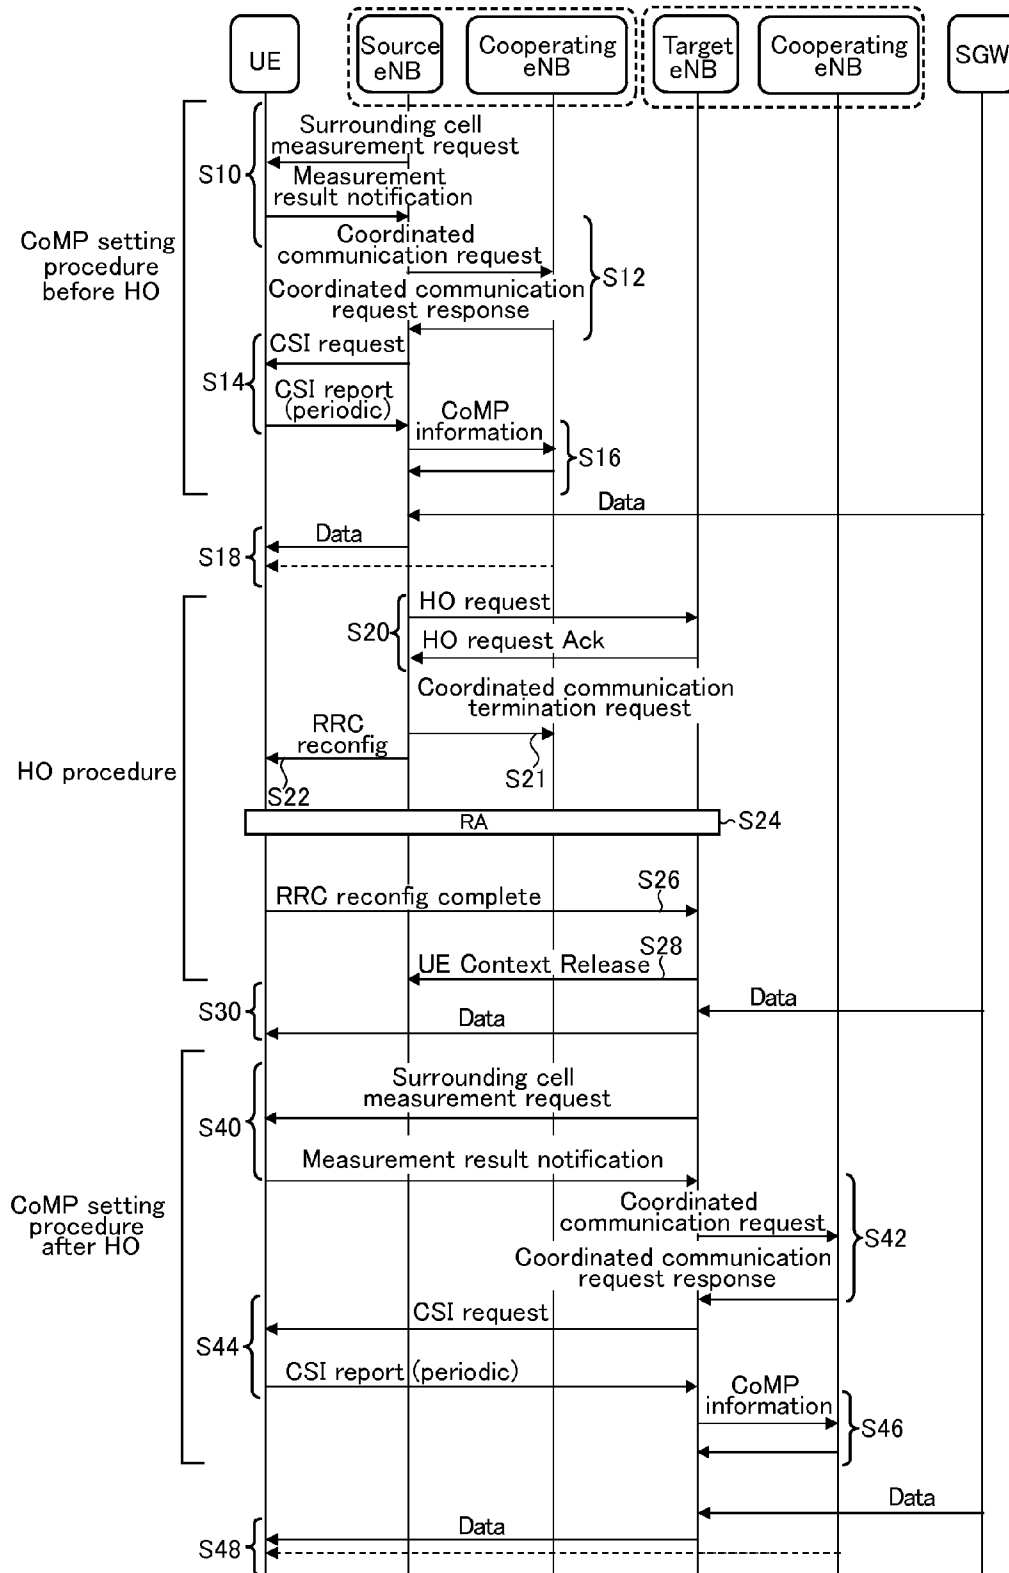 UE
Source
eNB
Cooperating
eNB
Target
eNB
Cooperating
eNB
SGW
Surrounding cell
measurement request
S10
Measurement
result notification
CoMP setting
procedure
before HO
Coordinated
communication request
S12
Coordinated communication
request response
CSI request
S14
CSI report
(periodic)
CoMP
information
S16
Data
Data
S18
HO request
S20
HO request Ack
Coordinated communication
termination request
RRC
reconfig
S21
HO procedure
S22
RA
S24
S26
RRC reconfig complete
S28
UE Context Release
S30
Data
Data
Surrounding cell
measurement request
S40
Measurement result notification
CoMP setting
procedure
after HO
Coordinated
communication request
S42
Coordinated communication
request response
CSI request
S44
CSI report (periodic)
CoMP
information
S46
Data
Data
S48